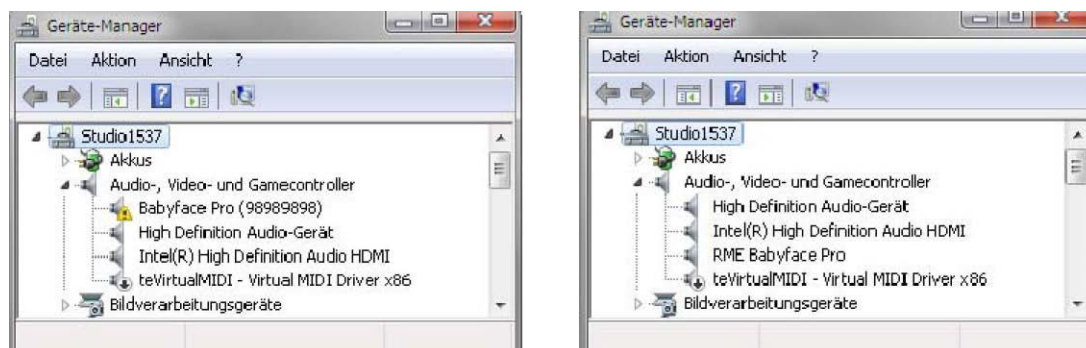 Geräte-Manager
Datei Aktion Ansicht ?
Studio1537
Akkus
Audio-, Video- und Gamecontroller
Babyface Pro (98989898)
High Definition Audio-Gerät
Intel(R) High Definition Audio HDMI
teVirtualMIDI - Virtual MIDI Driver x86
Bildverarbeitungsgeräte
Geräte-Manager
Datei Aktion Ansicht ?
Studio1537
Akkus
Audio-, Video- und Gamecontroller
High Definition Audio-Gerät
Intel(R) High Definition Audio HDMI
RME Babyface Pro
teVirtualMIDI - Virtual MIDI Driver x86
Bildverarbeitungsgeräte